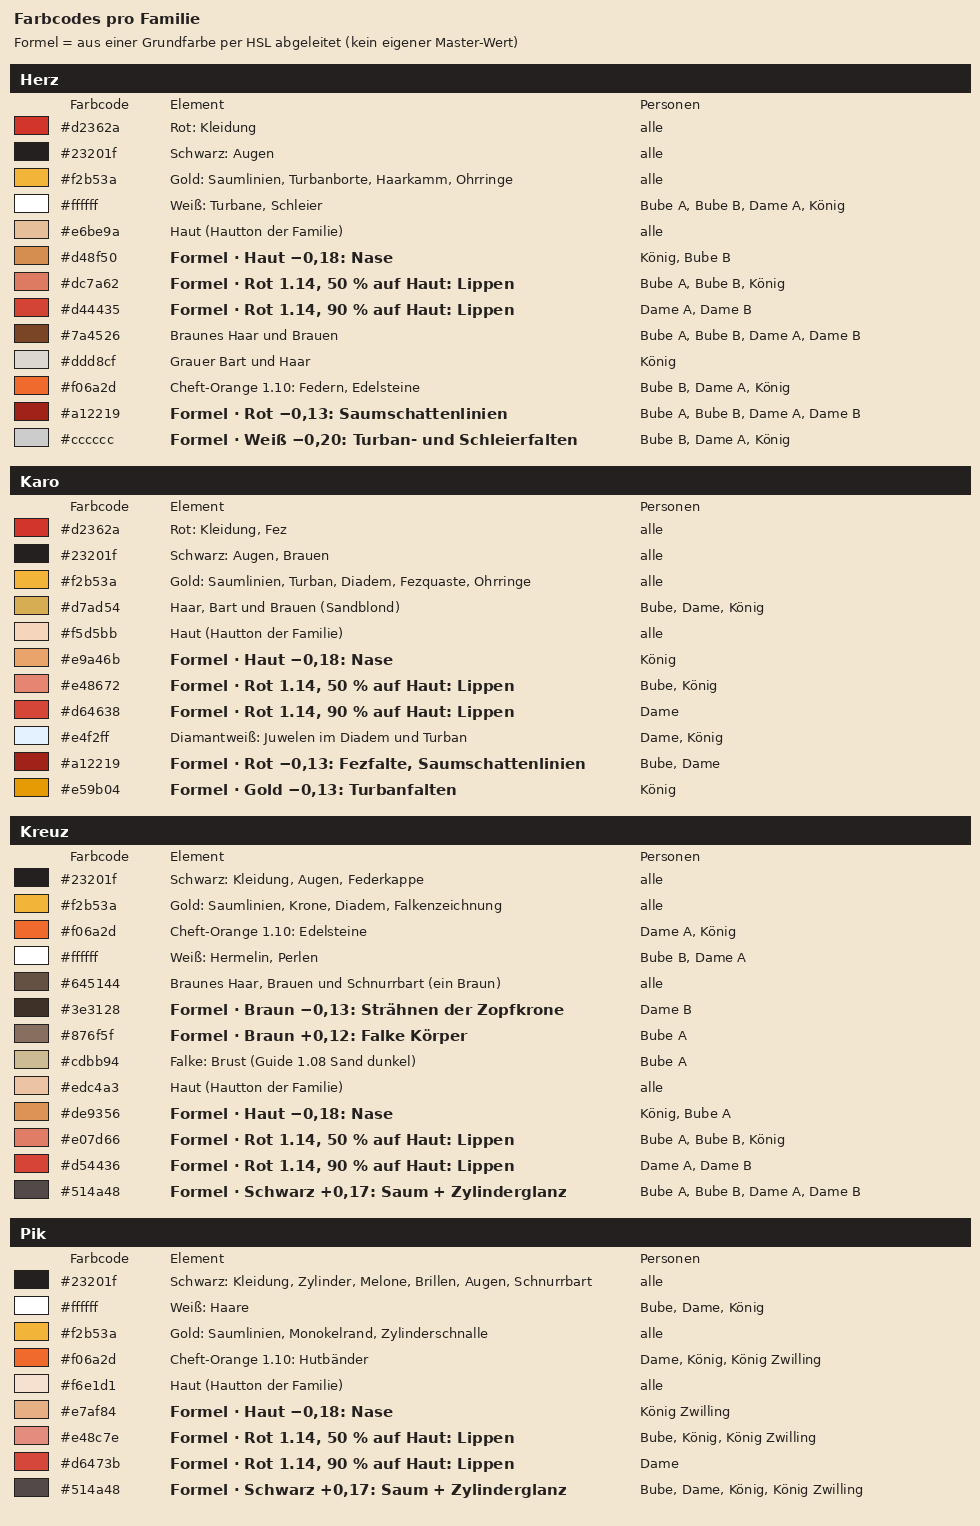 Farbcodes pro Familie
Formel = aus einer Grundfarbe per HSL abgeleitet (kein eigener Master-Wert)
Herz
Farbcode Element Personen
#d2362a Rot: Kleidung alle
#23201f Schwarz: Augen alle
#f2b53a Gold: Saumlinien, Turbanborte, Haarkamm, Ohrringe alle
#ffffff Weiß: Turbane, Schleier Bube A, Bube B, Dame A, König
#e6be9a Haut (Hautton der Familie) alle
#d48f50 Formel · Haut −0,18: Nase König, Bube B
#dc7a62 Formel · Rot 1.14, 50 % auf Haut: Lippen Bube A, Bube B, König
#d44435 Formel · Rot 1.14, 90 % auf Haut: Lippen Dame A, Dame B
#7a4526 Braunes Haar und Brauen Bube A, Bube B, Dame A, Dame B
#ddd8cf Grauer Bart und Haar König
#f06a2d Cheft-Orange 1.10: Federn, Edelsteine Bube B, Dame A, König
#a12219 Formel · Rot −0,13: Saumschattenlinien Bube A, Bube B, Dame A, Dame B
#cccccc Formel · Weiß −0,20: Turban- und Schleierfalten Bube B, Dame A, König
Karo
Farbcode Element Personen
#d2362a Rot: Kleidung, Fez alle
#23201f Schwarz: Augen, Brauen alle
#f2b53a Gold: Saumlinien, Turban, Diadem, Fezquaste, Ohrringe alle
#d7ad54 Haar, Bart und Brauen (Sandblond) Bube, Dame, König
#f5d5bb Haut (Hautton der Familie) alle
#e9a46b Formel · Haut −0,18: Nase König
#e48672 Formel · Rot 1.14, 50 % auf Haut: Lippen Bube, König
#d64638 Formel · Rot 1.14, 90 % auf Haut: Lippen Dame
#e4f2ff Diamantweiß: Juwelen im Diadem und Turban Dame, König
#a12219 Formel · Rot −0,13: Fezfalte, Saumschattenlinien Bube, Dame
#e59b04 Formel · Gold −0,13: Turbanfalten König
Kreuz
Farbcode Element Personen
#23201f Schwarz: Kleidung, Augen, Federkappe alle
#f2b53a Gold: Saumlinien, Krone, Diadem, Falkenzeichnung alle
#f06a2d Cheft-Orange 1.10: Edelsteine Dame A, König
#ffffff Weiß: Hermelin, Perlen Bube B, Dame A
#645144 Braunes Haar, Brauen und Schnurrbart (ein Braun) alle
#3e3128 Formel · Braun −0,13: Strähnen der Zopfkrone Dame B
#876f5f Formel · Braun +0,12: Falke Körper Bube A
#cdbb94 Falke: Brust (Guide 1.08 Sand dunkel) Bube A
#edc4a3 Haut (Hautton der Familie) alle
#de9356 Formel · Haut −0,18: Nase König, Bube A
#e07d66 Formel · Rot 1.14, 50 % auf Haut: Lippen Bube A, Bube B, König
#d54436 Formel · Rot 1.14, 90 % auf Haut: Lippen Dame A, Dame B
#514a48 Formel · Schwarz +0,17: Saum + Zylinderglanz Bube A, Bube B, Dame A, Dame B
Pik
Farbcode Element Personen
#23201f Schwarz: Kleidung, Zylinder, Melone, Brillen, Augen, Schnurrbart alle
#ffffff Weiß: Haare Bube, Dame, König
#f2b53a Gold: Saumlinien, Monokelrand, Zylinderschnalle alle
#f06a2d Cheft-Orange 1.10: Hutbänder Dame, König, König Zwilling
#f6e1d1 Haut (Hautton der Familie) alle
#e7af84 Formel · Haut −0,18: Nase König Zwilling
#e48c7e Formel · Rot 1.14, 50 % auf Haut: Lippen Bube, König, König Zwilling
#d6473b Formel · Rot 1.14, 90 % auf Haut: Lippen Dame
#514a48 Formel · Schwarz +0,17: Saum + Zylinderglanz Bube, Dame, König, König Zwilling